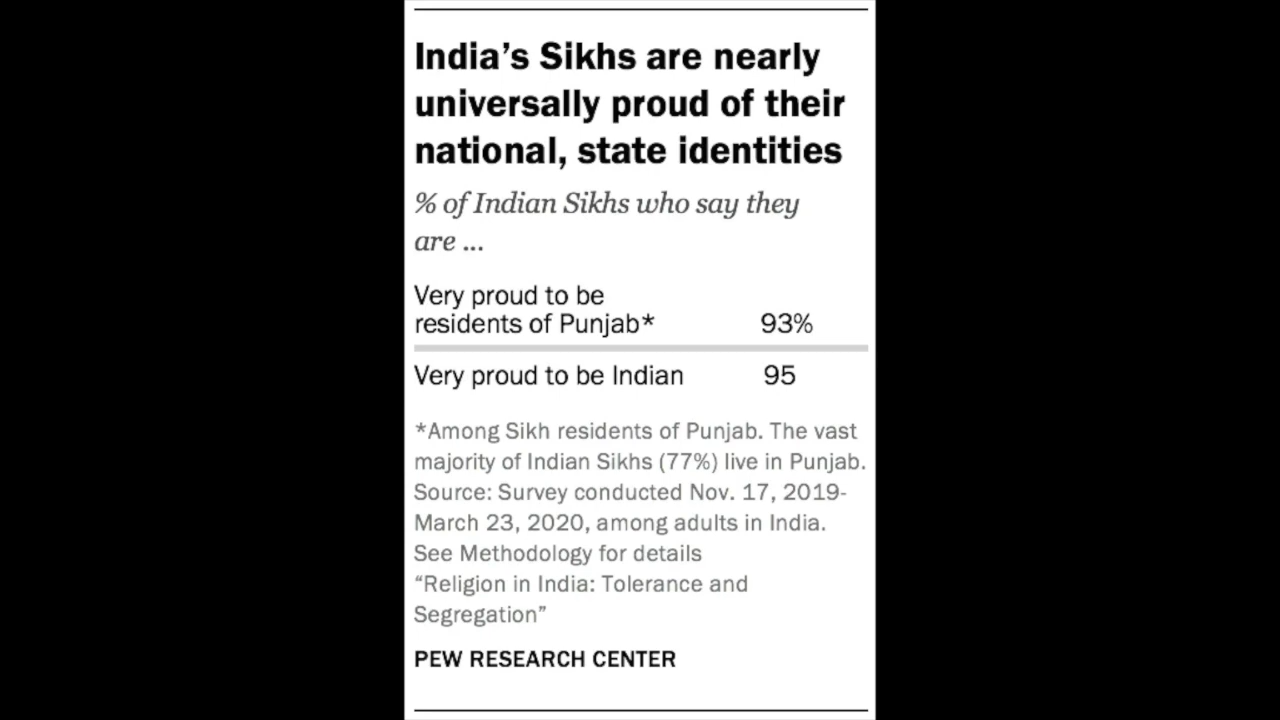 India’s Sikhs are nearly
universally proud of their
national, state identities
% of Indian Sikhs who say they
are ...
Very proud to be
residents of Punjab* 93%
Very proud to be Indian 95
*Among Sikh residents of Punjab. The vast
majority of Indian Sikhs (77%) live in Punjab.
Source: Survey conducted Nov. 17, 2019-
March 23, 2020, among adults in India.
See Methodology for details
“Religion in India: Tolerance and
Segregation”
PEW RESEARCH CENTER